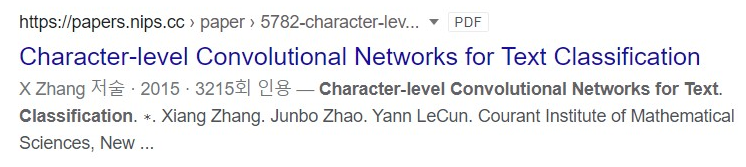 https://papers.nips.cc › paper › 5782-character-lev... ▼ PDF
Character-level Convolutional Networks for Text Classification
X Zhang 저술 · 2015 · 3215회 인용 — Character-level Convolutional Networks for Text.
Classification. *. Xiang Zhang. Junbo Zhao. Yann LeCun. Courant Institute of Mathematical
Sciences, New ...